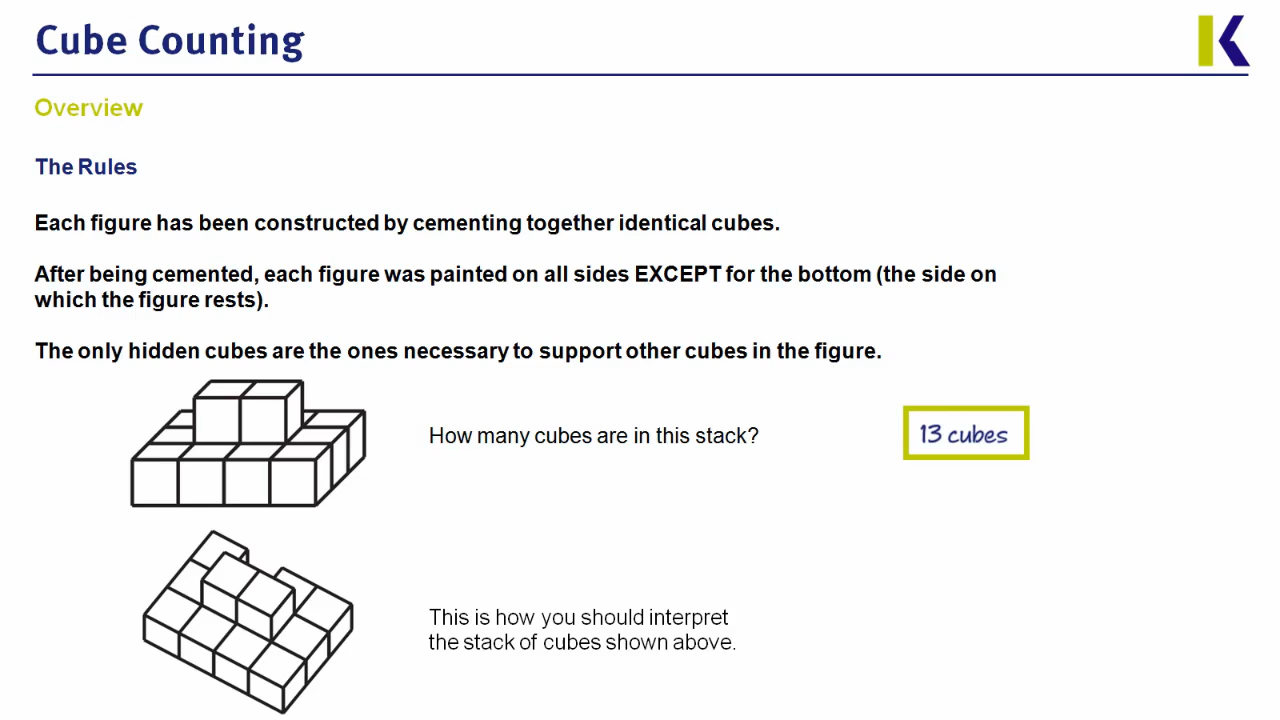 Cube Counting
K
Overview
The Rules
Each figure has been constructed by cementing together identical cubes.
After being cemented, each figure was painted on all sides EXCEPT for the bottom (the side on
which the figure rests).
The only hidden cubes are the ones necessary to support other cubes in the figure.
How many cubes are in this stack?
13 cubes
This is how you should interpret
the stack of cubes shown above.